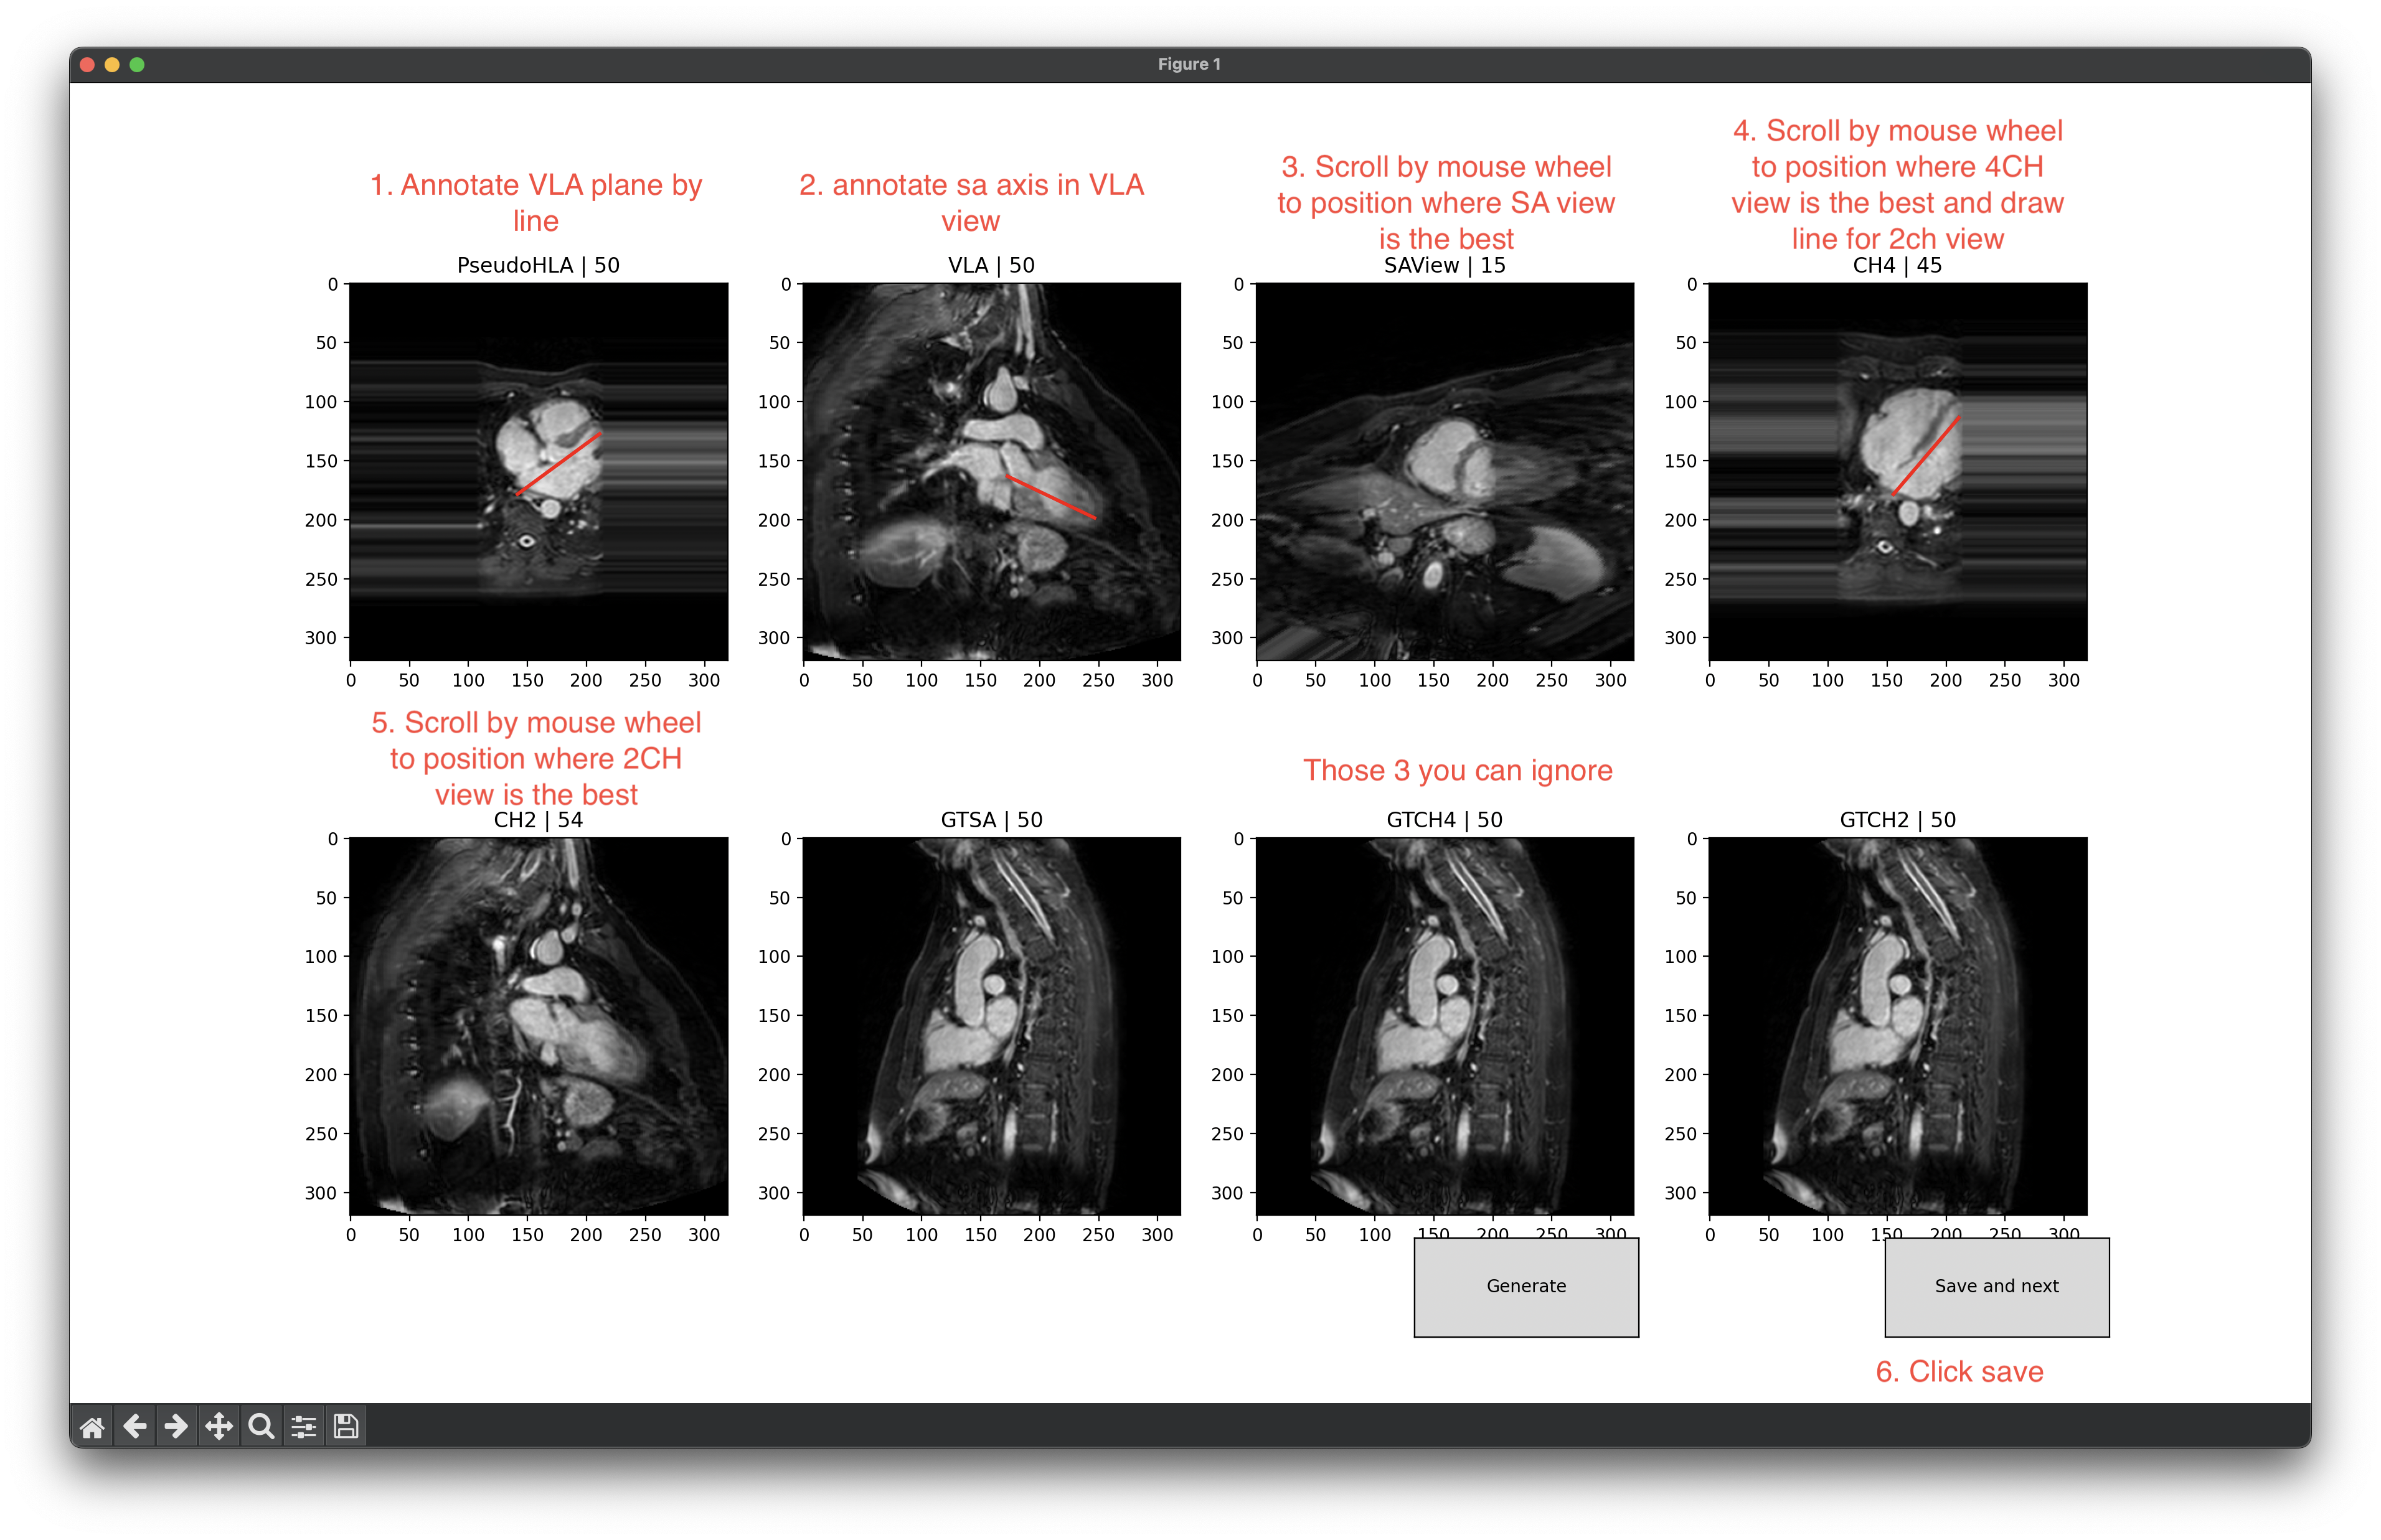 Figure 1
1. Annotate VLA plane by
line
PseudoHLA | 50
0
50
100
150
200
250
300
0 50 100 150 200 250 300
2. annotate sa axis in VLA
view
VLA | 50
0
50
100
150
200
250
300
0 50 100 150 200 250 300
3. Scroll by mouse wheel
to position where SA view
is the best
SAView | 15
0
50
100
150
200
250
300
0 50 100 150 200 250 300
4. Scroll by mouse wheel
to position where 4CH
view is the best and draw
line for 2ch view
CH4 | 45
0
50
100
150
200
250
300
0 50 100 150 200 250 300
5. Scroll by mouse wheel
to position where 2CH
view is the best
CH2 | 54
0
50
100
150
200
250
300
0 50 100 150 200 250 300
GTSA | 50
0
50
100
150
200
250
300
0 50 100 150 200 250 300
Those 3 you can ignore
GTCH4 | 50
0
50
100
150
200
250
300
0 50 100 150 200 250 300
GTCH2 | 50
0
50
100
150
200
250
300
0 50 100 150 200 250 300
Generate
Save and next
6. Click save